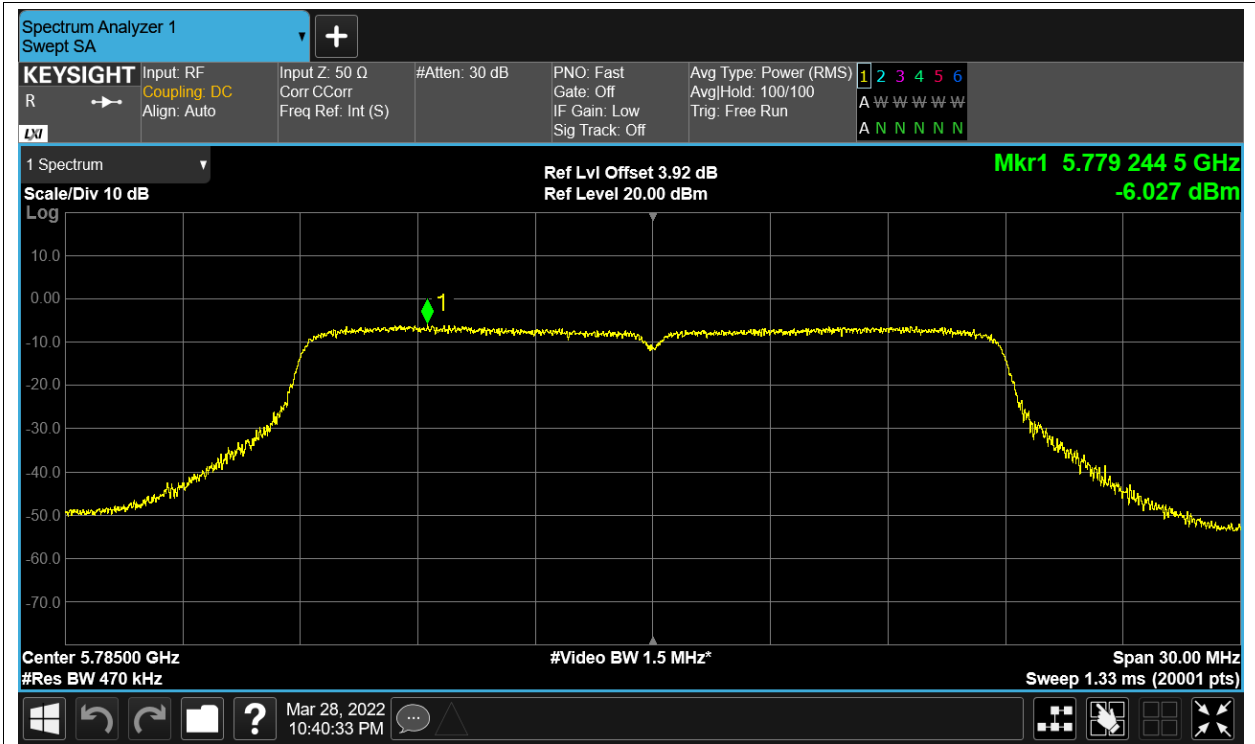 Spectrum Analyzer 1
Swept SA
KEYSIGHT
R
LXI
Input: RF
Coupling: DC
Align: Auto
Input Z: 50 Ω
Corr CCorr
Freq Ref: Int (S)
#Atten: 30 dB
PNO: Fast
Gate: Off
IF Gain: Low
Sig Track: Off
Avg Type: Power (RMS)
Avg|Hold: 100/100
Trig: Free Run
1 2 3 4 5 6
A W W W W W
A N N N N N
1 Spectrum
Scale/Div 10 dB
Log
Ref Lvl Offset 3.92 dB
Ref Level 20.00 dBm
Mkr1 5.779 244 5 GHz
-6.027 dBm
10.0
0.00
1
-10.0
-20.0
-30.0
-40.0
-50.0
-60.0
-70.0
Center 5.78500 GHz
#Res BW 470 kHz
#Video BW 1.5 MHz*
Span 30.00 MHz
Sweep 1.33 ms (20001 pts)
?
Mar 28, 2022
10:40:33 PM